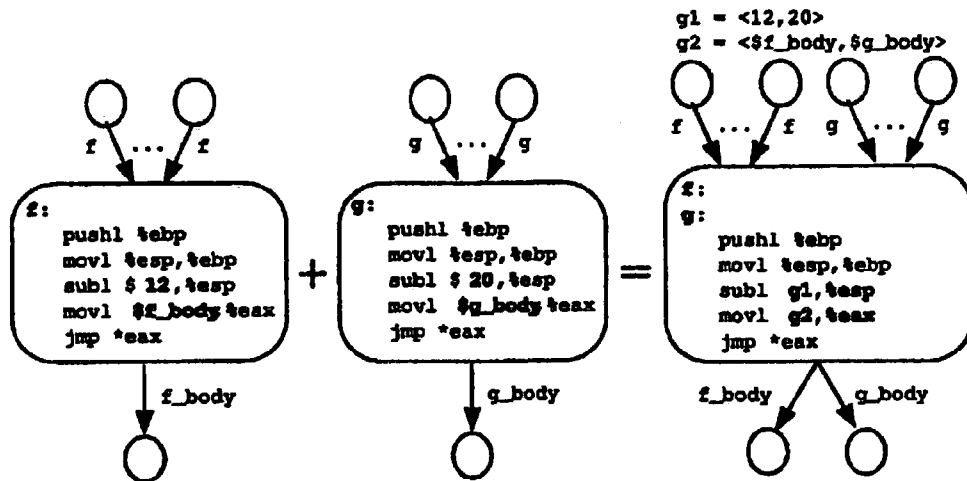 g1 = <12,20>
g2 = <$f_body,$g_body>
f ... f
g ... g
f ... f g ... g
f:
pushl %ebp
movl %esp,%ebp
subl $ 12,%esp
movl $f_body,%eax
jmp *eax
+
g:
pushl %ebp
movl %esp,%ebp
subl $ 20,%esp
movl $g_body,%eax
jmp *eax
=
f:
g:
pushl %ebp
movl %esp,%ebp
subl g1,%esp
movl g2,%eax
jmp *eax
f_body
g_body
f_body
g_body